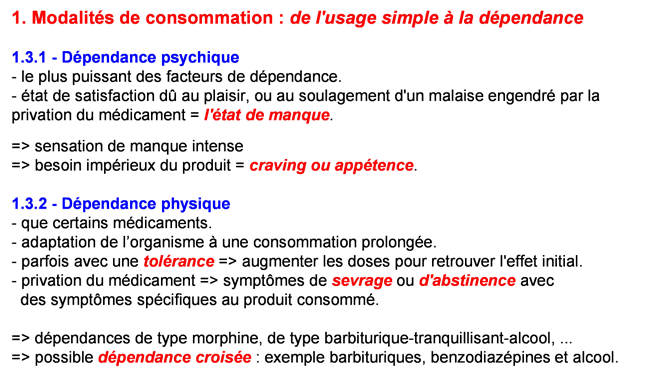 1. Modalités de consommation : de l'usage simple à la dépendance
1.3.1 - Dépendance psychique
- le plus puissant des facteurs de dépendance.
- état de satisfaction dû au plaisir, ou au soulagement d'un malaise engendré par la
privation du médicament = l'état de manque.
=> sensation de manque intense
=> besoin impérieux du produit = craving ou appétence.
1.3.2 - Dépendance physique
- que certains médicaments.
- adaptation de l’organisme à une consommation prolongée.
- parfois avec une tolérance => augmenter les doses pour retrouver l'effet initial.
- privation du médicament => symptômes de sevrage ou d'abstinence avec
des symptômes spécifiques au produit consommé.
=> dépendances de type morphine, de type barbiturique-tranquillisant-alcool, ...
=> possible dépendance croisée : exemple barbituriques, benzodiazépines et alcool.